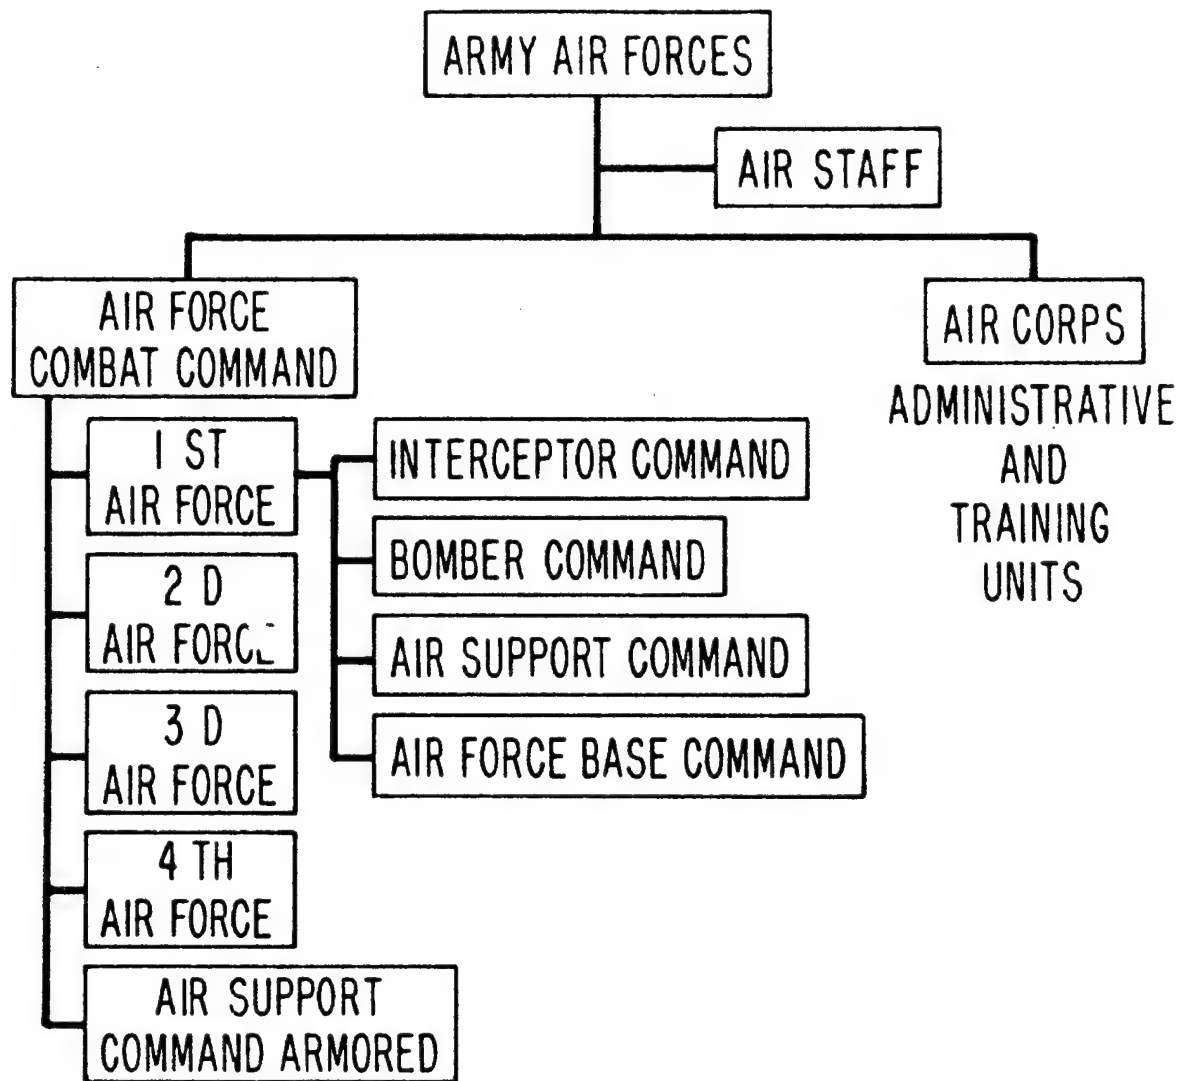 ARMY AIR FORCES
AIR STAFF
AIR FORCE
COMBAT COMMAND
AIR CORPS
ADMINISTRATIVE
AND
TRAINING
UNITS
1 ST
AIR FORCE
INTERCEPTOR COMMAND
BOMBER COMMAND
AIR SUPPORT COMMAND
AIR FORCE BASE COMMAND
2 D
AIR FORCE
3 D
AIR FORCE
4 TH
AIR FORCE
AIR SUPPORT
COMMAND ARMORED